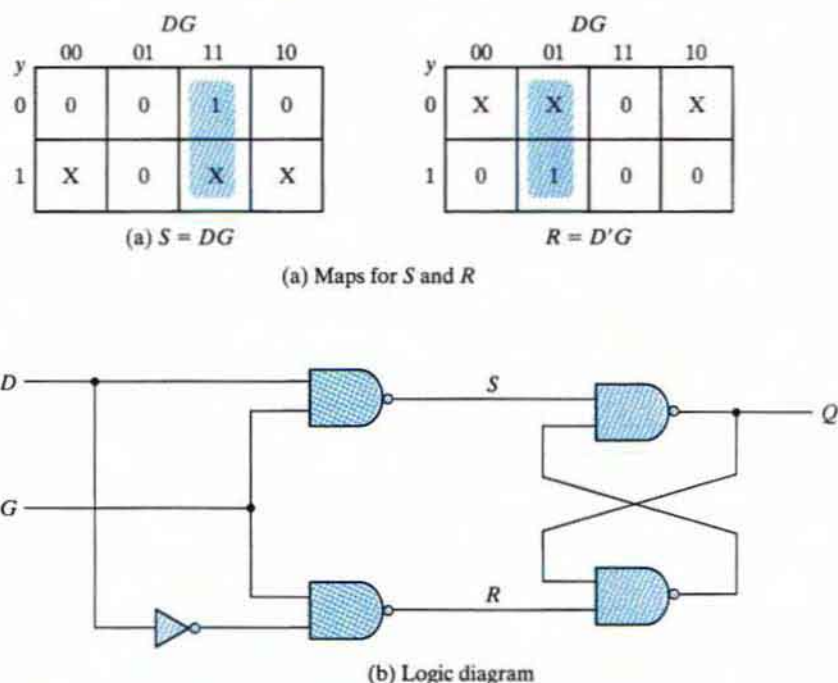 DG DG
y 00 01 11 10 y 00 01 11 10
0 0 0 1 0 0 X X 0 X
1 X 0 X X 1 0 1 0 0
(a) S = DG R = D'G
(a) Maps for S and R
D
S
Q
G
R
(b) Logic diagram